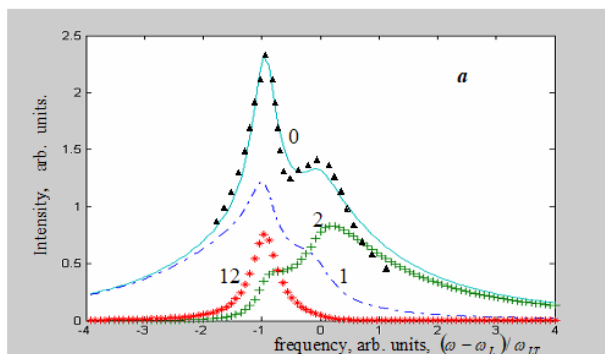 2.5
a
2
0
1.5
1
2
0.5
12
1
0
-4 -3 -2 -1 0 1 2 3 4
Intensity, arb. units.
frequency, arb. units, (ω − ω_L)/ω_LT